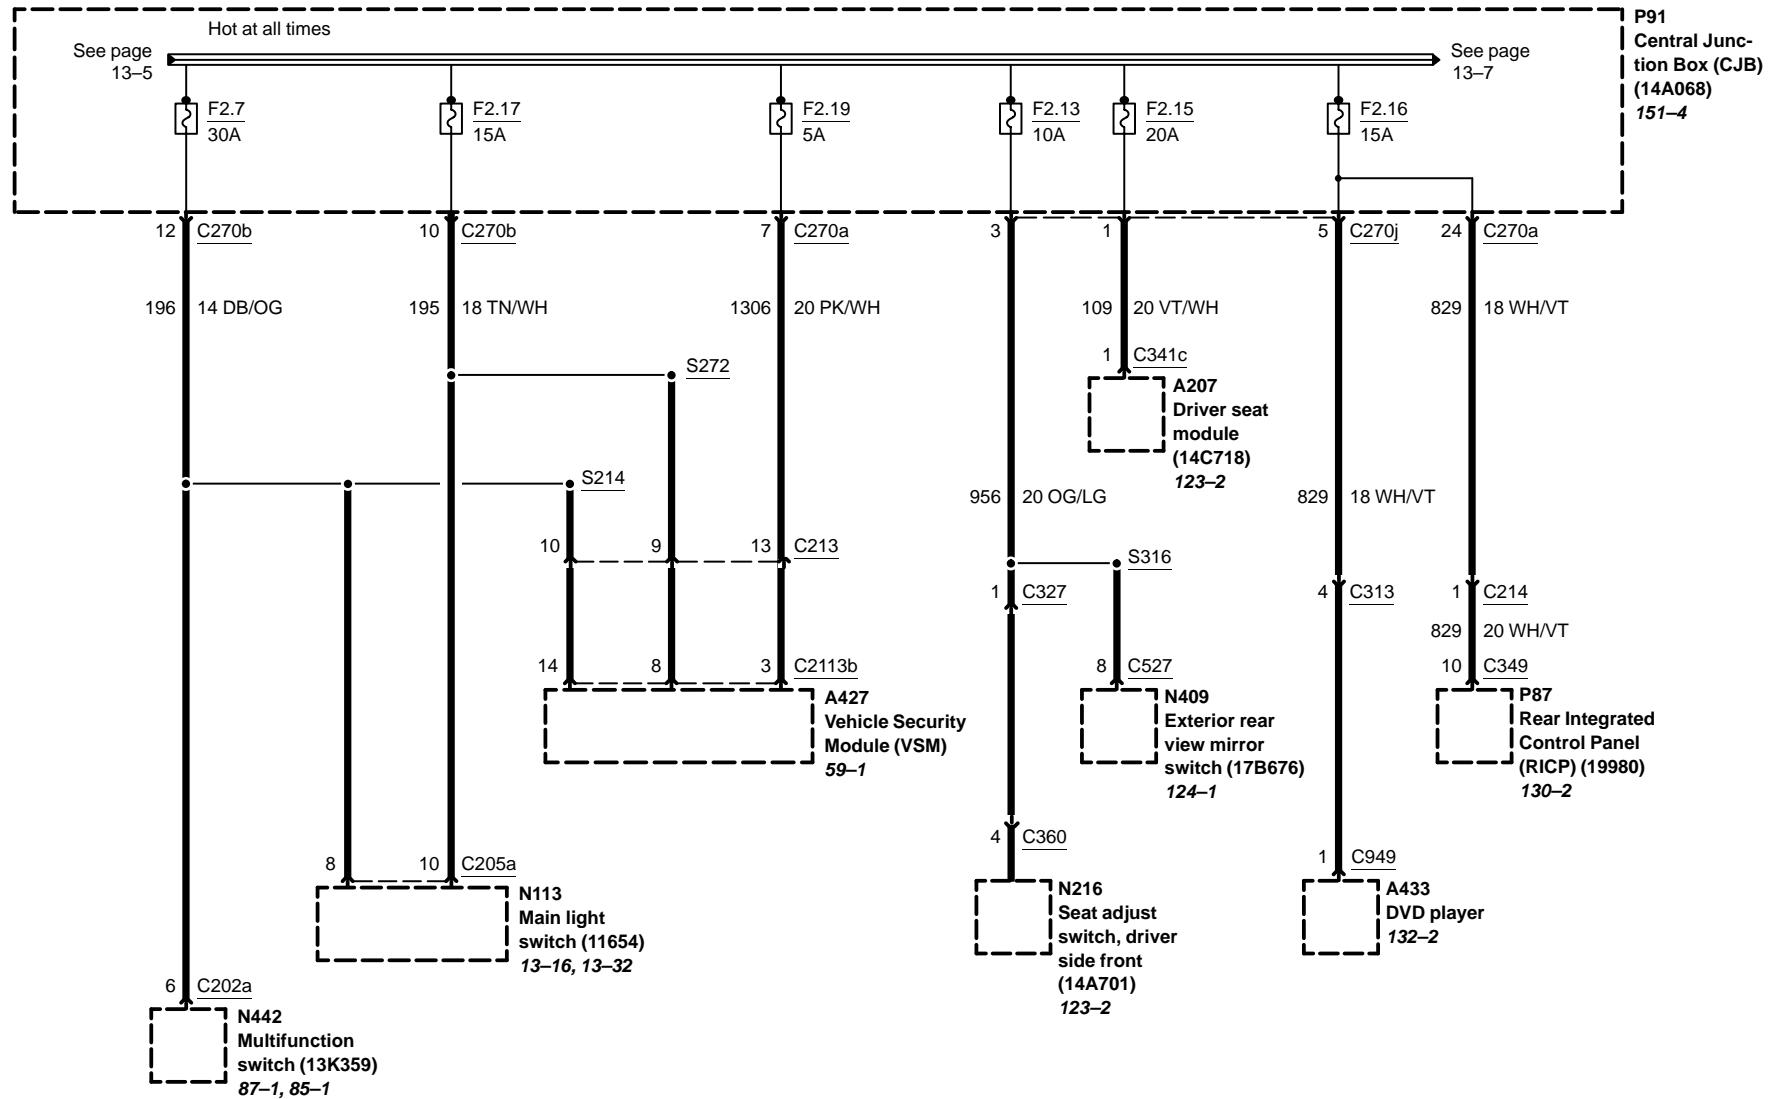 Hot at all times
See page
13–5
See page
13–7
P91
Central Junc-
tion Box (CJB)
(14A068)
151–4
F2.7
30A
F2.17
15A
F2.19
5A
F2.13
10A
F2.15
20A
F2.16
15A
12 C270b
10 C270b
7 C270a
3
1
5 C270j
24 C270a
196 14 DB/OG
195 18 TN/WH
1306 20 PK/WH
109 20 VT/WH
829 18 WH/VT
1 C341c
S272
A207
Driver seat
module
(14C718)
123–2
S214
956 20 OG/LG
829 18 WH/VT
10
9
13 C213
S316
1 C327
4 C313
1 C214
829 20 WH/VT
14
8
3 C2113b
8 C527
10 C349
A427
Vehicle Security
Module (VSM)
59–1
N409
Exterior rear
view mirror
switch (17B676)
124–1
P87
Rear Integrated
Control Panel
(RICP) (19980)
130–2
4 C360
8
10 C205a
1 C949
N113
Main light
switch (11654)
13–16, 13–32
N216
Seat adjust
switch, driver
side front
(14A701)
123–2
A433
DVD player
132–2
6 C202a
N442
Multifunction
switch (13K359)
87–1, 85–1